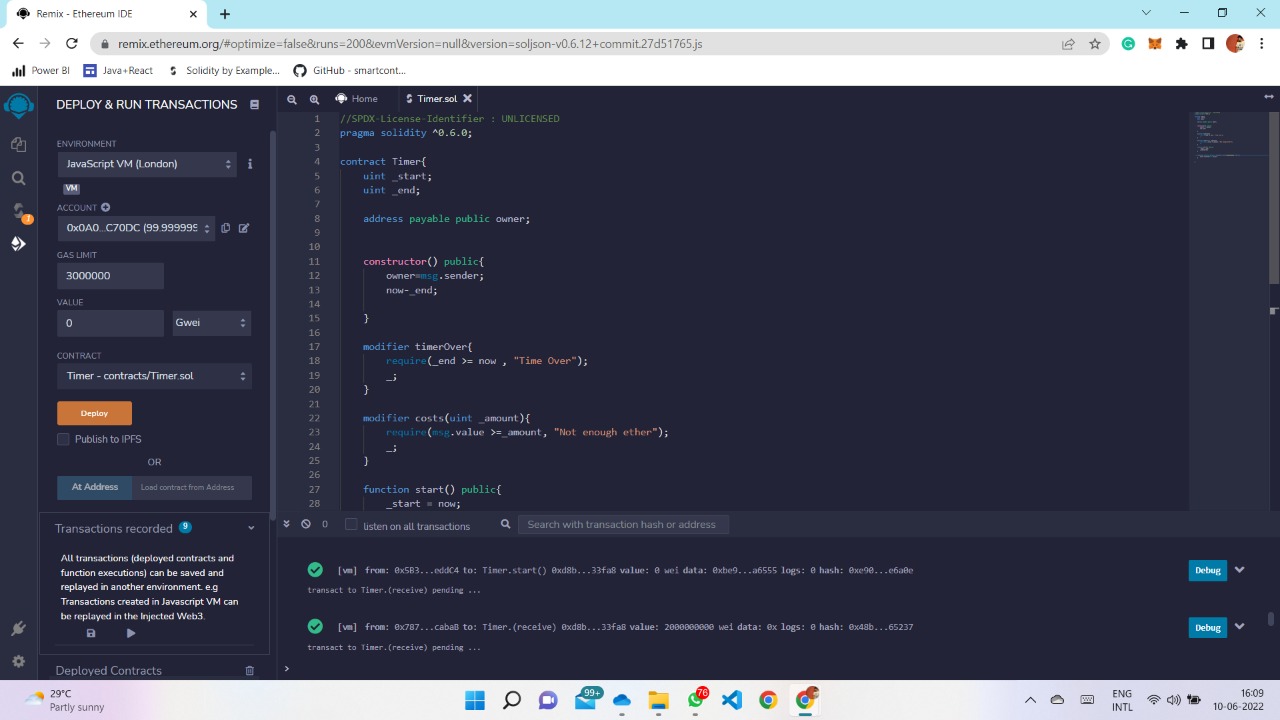 Remix - Ethereum IDE
remix.ethereum.org/#optimize=false&runs=200&evmVersion=null&version=soljson-v0.6.12+commit.27d51765.js
Power BI
Java+React
Solidity by Example...
GitHub - smartcont...
DEPLOY & RUN TRANSACTIONS
ENVIRONMENT
JavaScript VM (London)
VM
ACCOUNT
0x0A0...C70DC (99.999999
GAS LIMIT
3000000
VALUE
0
Gwei
CONTRACT
Timer - contracts/Timer.sol
Deploy
Publish to IPFS
OR
At Address
Load contract from Address
Transactions recorded 9
All transactions (deployed contracts and
function executions) can be saved and
replayed in another environment. e.g
Transactions created in Javascript VM can
be replayed in the Injected Web3.
Deployed Contracts
Home
Timer.sol
1 //SPDX-License-Identifier : UNLICENSED
2 pragma solidity ^0.6.0;
3
4 contract Timer{
5 uint _start;
6 uint _end;
7
8 address payable public owner;
9
10
11 constructor() public{
12 owner=msg.sender;
13 now-_end;
14
15 }
16
17 modifier timerOver{
18 require(_end >= now , "Time Over");
19 _;
20 }
21
22 modifier costs(uint _amount){
23 require(msg.value >=_amount, "Not enough ether");
24 _;
25 }
26
27 function start() public{
28 _start = now;
0
listen on all transactions
Search with transaction hash or address
[vm] from: 0x5B3...eddC4 to: Timer.start() 0xd8b...33fa8 value: 0 wei data: 0xbe9...a6555 logs: 0 hash: 0xe90...e6a0e
Debug
transact to Timer.(receive) pending ...
[vm] from: 0x787...cabaB to: Timer.(receive) 0xd8b...33fa8 value: 2000000000 wei data: 0x logs: 0 hash: 0x48b...65237
Debug
transact to Timer.(receive) pending ...
>
29°C
Partly sunny
99+
76
ENG
INTL
16:09
10-06-2022